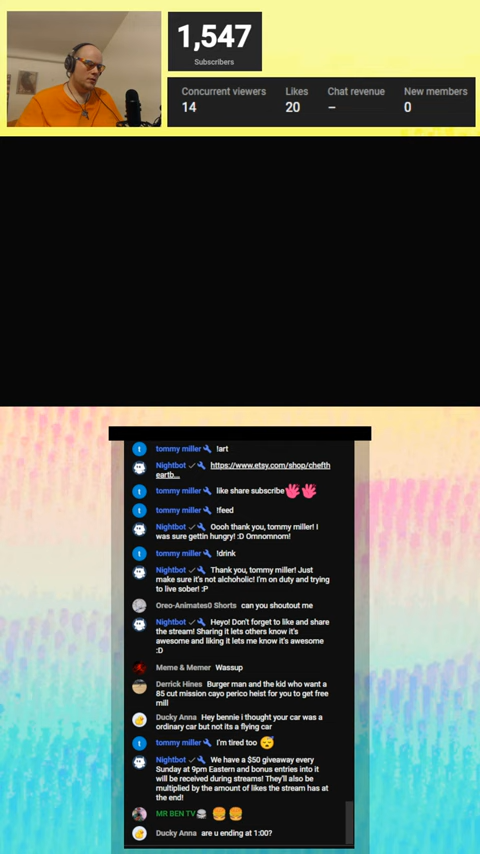 1,547
Subscribers
Concurrent viewers
14
Likes
20
Chat revenue
–
New members
0
t tommy miller !art
Nightbot https://www.etsy.com/shop/chefth
eartb...
t tommy miller like share subscribe
t tommy miller !feed
Nightbot Oooh thank you, tommy miller! I
was sure gettin hungry! :D Omnomnom!
t tommy miller !drink
Nightbot Thank you, tommy miller! Just
make sure it's not alchoholic! I'm on duty and trying
to live sober! :P
Oreo-Animates0 Shorts can you shoutout me
Nightbot Heyo! Don't forget to like and share
the stream! Sharing it lets others know it's
awesome and liking it lets me know it's awesome
:D
Meme & Memer Wassup
Derrick Hines Burger man and the kid who want a
85 cut mission cayo perico heist for you to get free
mill
Ducky Anna Hey bennie i thought your car was a
ordinary car but not its a flying car
t tommy miller I'm tired too
Nightbot We have a $50 giveaway every
Sunday at 9pm Eastern and bonus entries into it
will be received during streams! They'll also be
multiplied by the amount of likes the stream has at
the end!
MR BEN TV
Ducky Anna are u ending at 1:00?